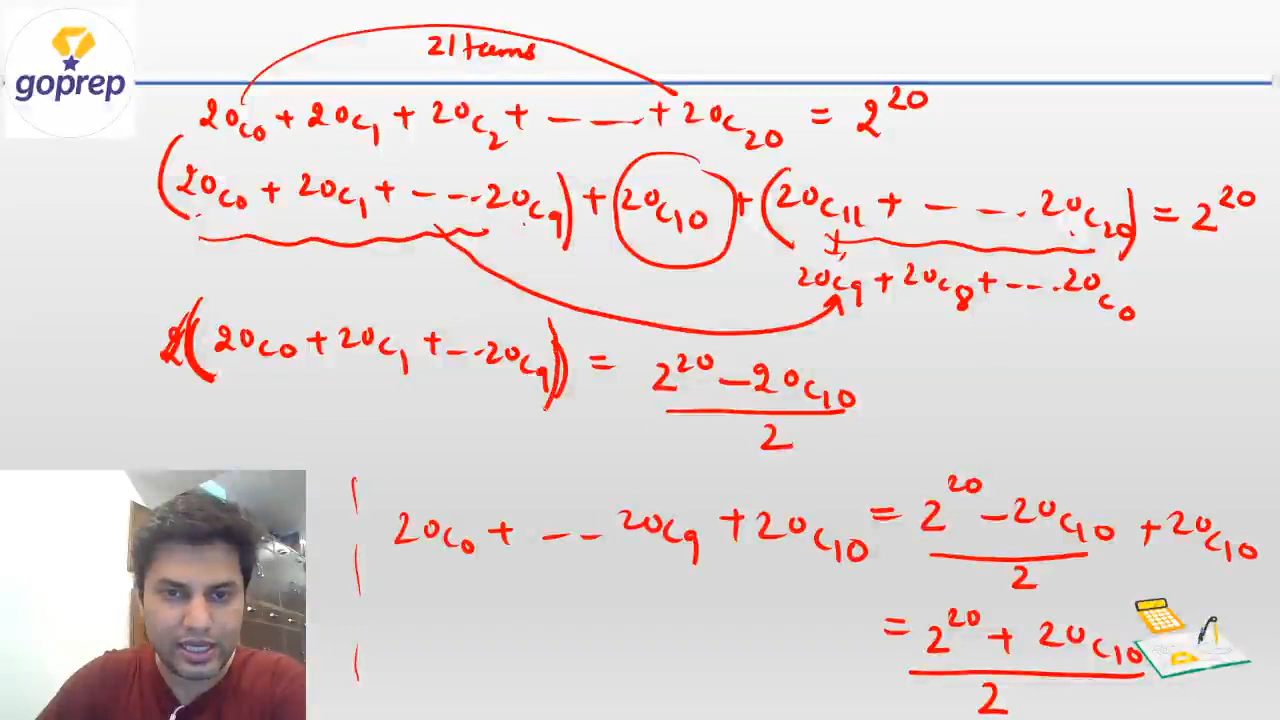 goprep
21 terms
20c0 + 20c1 + 20c2 + ----- + 20c20 = 2^20
(20c0 + 20c1 + -----20c9) + 20c10 + (20c11 + -----20c20) = 2^20
20c9 + 20c8 + -----20c0
2(20c0 + 20c1 + ---20c9) = (2^20 - 20c10)/2
20c0 + ---- 20c9 + 20c10 = (2^20 - 20c10)/2 + 20c10
= (2^20 + 20c10)/2